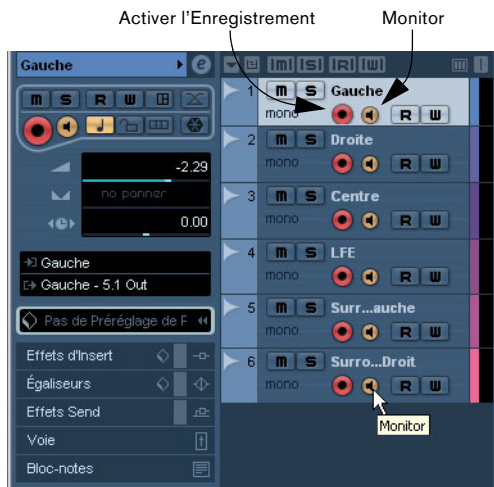 Activer l'Enregistrement Monitor
Gauche e
m S R W
-2.29
no panner
0.00
Gauche
Gauche - 5.1 Out
Pas de Préréglage de F
Effets d'Insert
Égaliseurs
Effets Send
Voie
Bloc-notes
m S R W
1 m S Gauche
mono R W
2 m S Droite
mono R W
3 m S Centre
mono R W
4 m S LFE
mono R W
5 m S Surr...auche
mono R W
6 m S Surro...Droit
mono R W
Monitor